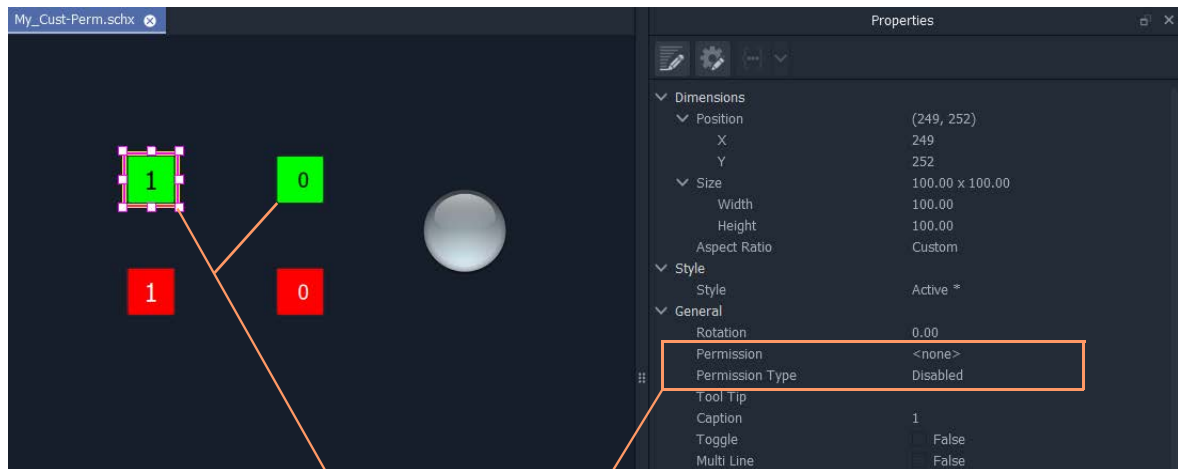 My_Cust-Perm.schx
Properties
Dimensions
Position (249, 252)
X 249
Y 252
Size 100.00 x 100.00
Width 100.00
Height 100.00
Aspect Ratio Custom
Style
Style Active *
General
Rotation 0.00
Permission <none>
Permission Type Disabled
Tool Tip
Caption 1
Toggle False
Multi Line False
1 0
1 0